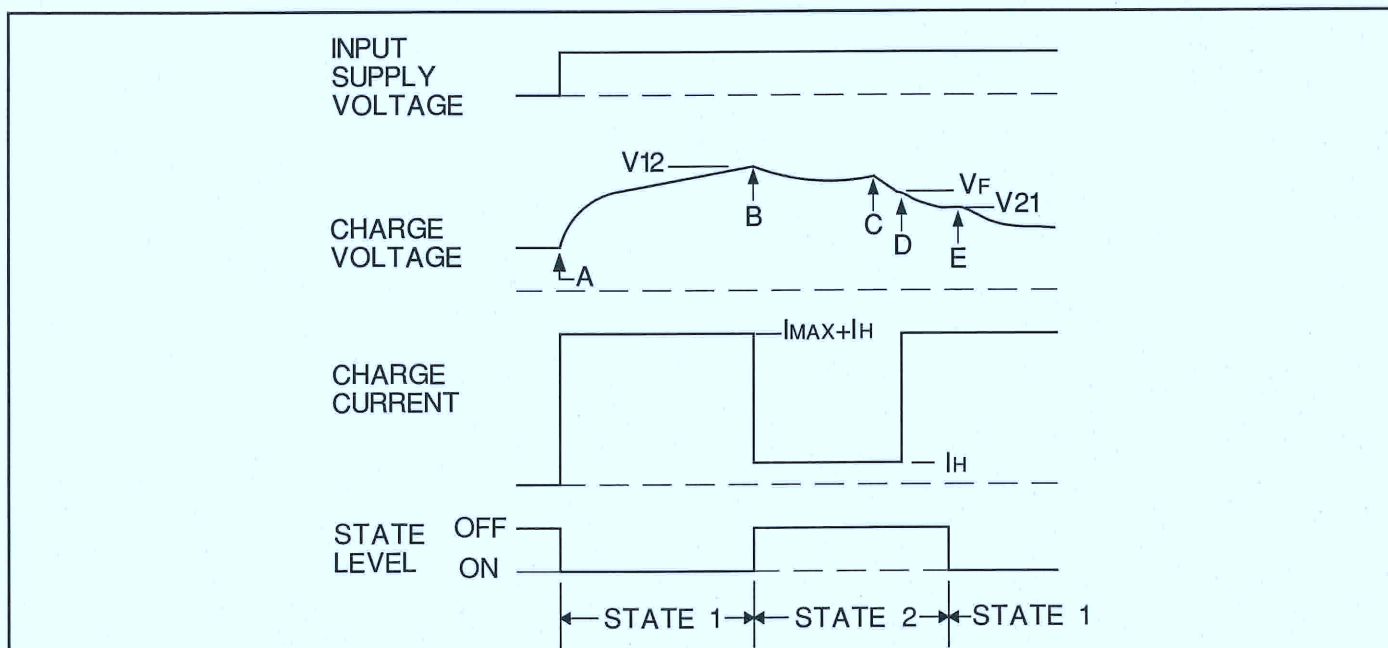 INPUT
SUPPLY
VOLTAGE
V12
VF
V21
B
C
D
E
CHARGE
VOLTAGE
A
IMAX+IH
CHARGE
CURRENT
IH
STATE
LEVEL
OFF
ON
STATE 1
STATE 2
STATE 1